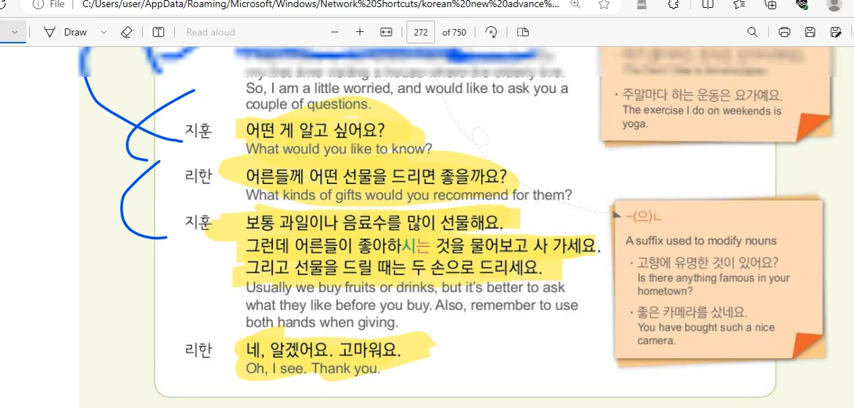 File
C:/Users/user/AppData/Roaming/Microsoft/Windows/Network%20Shortcuts/korean%20new%20advance%...
Draw
Read aloud
272 of 750
So, I am a little worried, and would like to ask you a
couple of questions.
지훈 어떤 게 알고 싶어요?
What would you like to know?
리한 어른들께 어떤 선물을 드리면 좋을까요?
What kinds of gifts would you recommend for them?
지훈 보통 과일이나 음료수를 많이 선물해요.
그런데 어른들이 좋아하시는 것을 물어보고 사 가세요.
그리고 선물을 드릴 때는 두 손으로 드리세요.
Usually we buy fruits or drinks, but it's better to ask
what they like before you buy. Also, remember to use
both hands when giving.
리한 네, 알겠어요. 고마워요.
Oh, I see. Thank you.
· 주말마다 하는 운동은 요가예요.
The exercise I do on weekends is
yoga.
-(으)ㄴ
A suffix used to modify nouns
· 고향에 유명한 것이 있어요?
Is there anything famous in your
hometown?
· 좋은 카메라를 샀네요.
You have bought such a nice
camera.